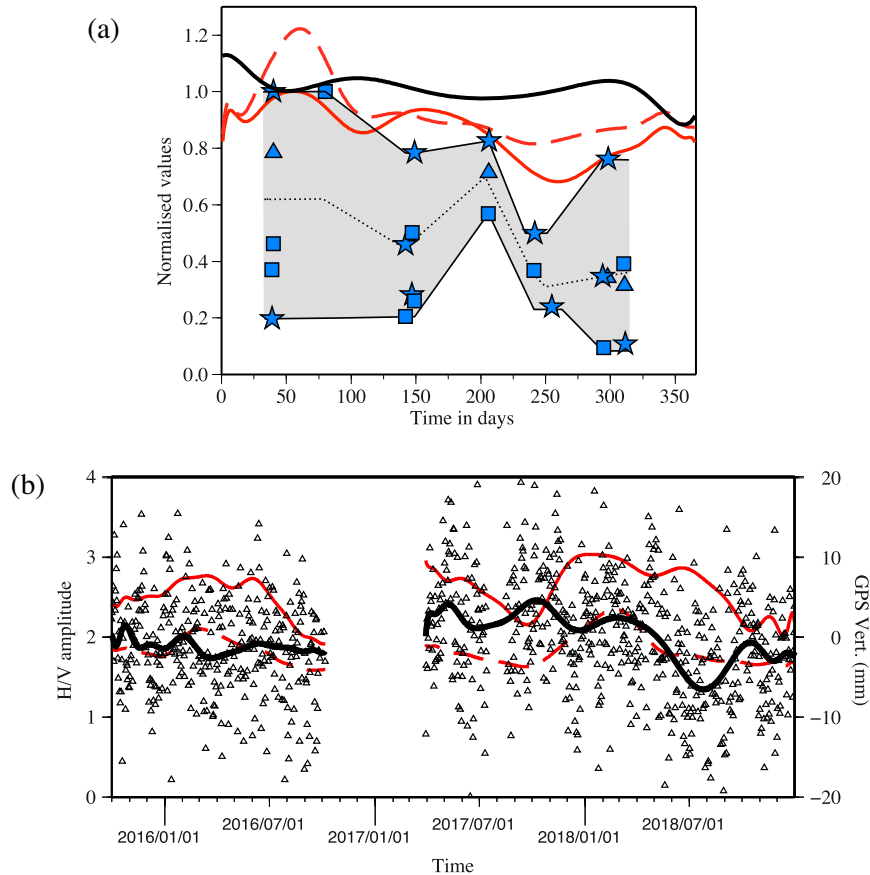 (a)
Normalised values
1.2
1.0
0.8
0.6
0.4
0.2
0.0
0 50 100 150 200 250 300 350
Time in days
(b)
H/V amplitude
4
3
2
1
0
20
10
0
−10
−20
GPS Vert. (mm)
2016/01/01 2016/07/01 2017/01/01 2017/07/01 2018/01/01 2018/07/01
Time